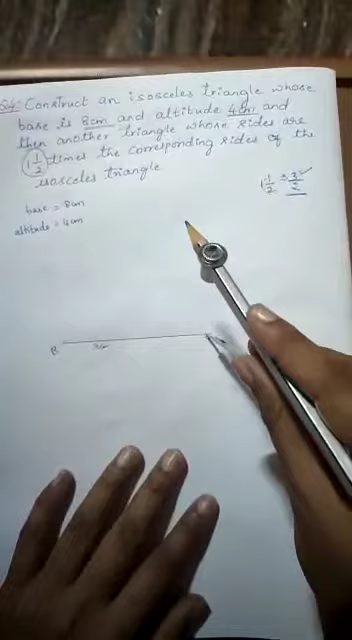 Q4: Construct an isosceles triangle whose
base is 8cm and altitude 4cm and
then another triangle whose sides are
1 1/2 times the corresponding sides of the
isosceles triangle
1 1/2 = 3/2
base = 8cm
altitude = 4cm
B
8cm